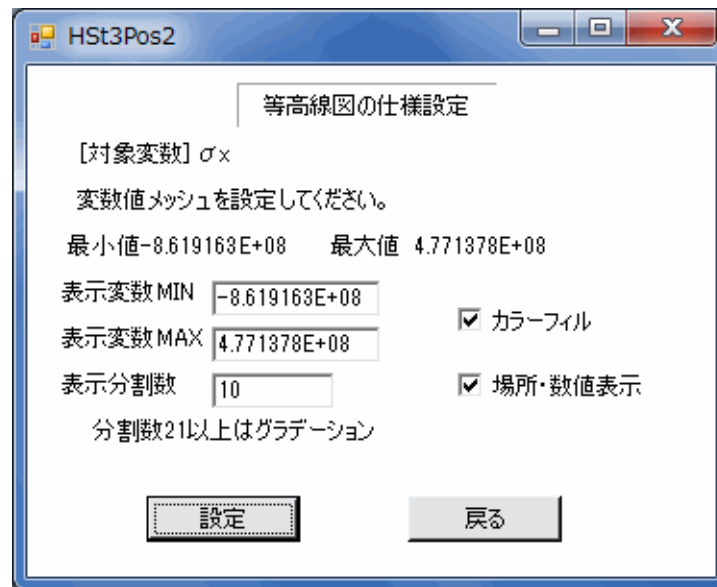 HSt3Pos2
等高線図の仕様設定
[対象変数] σx
変数値メッシュを設定してください。
最小値-8.619163E+08 最大値 4.771378E+08
表示変数MIN -8.619163E+08
カラーフィル
表示変数MAX 4.771378E+08
表示分割数 10
場所・数値表示
分割数21以上はグラデーション
設定 戻る